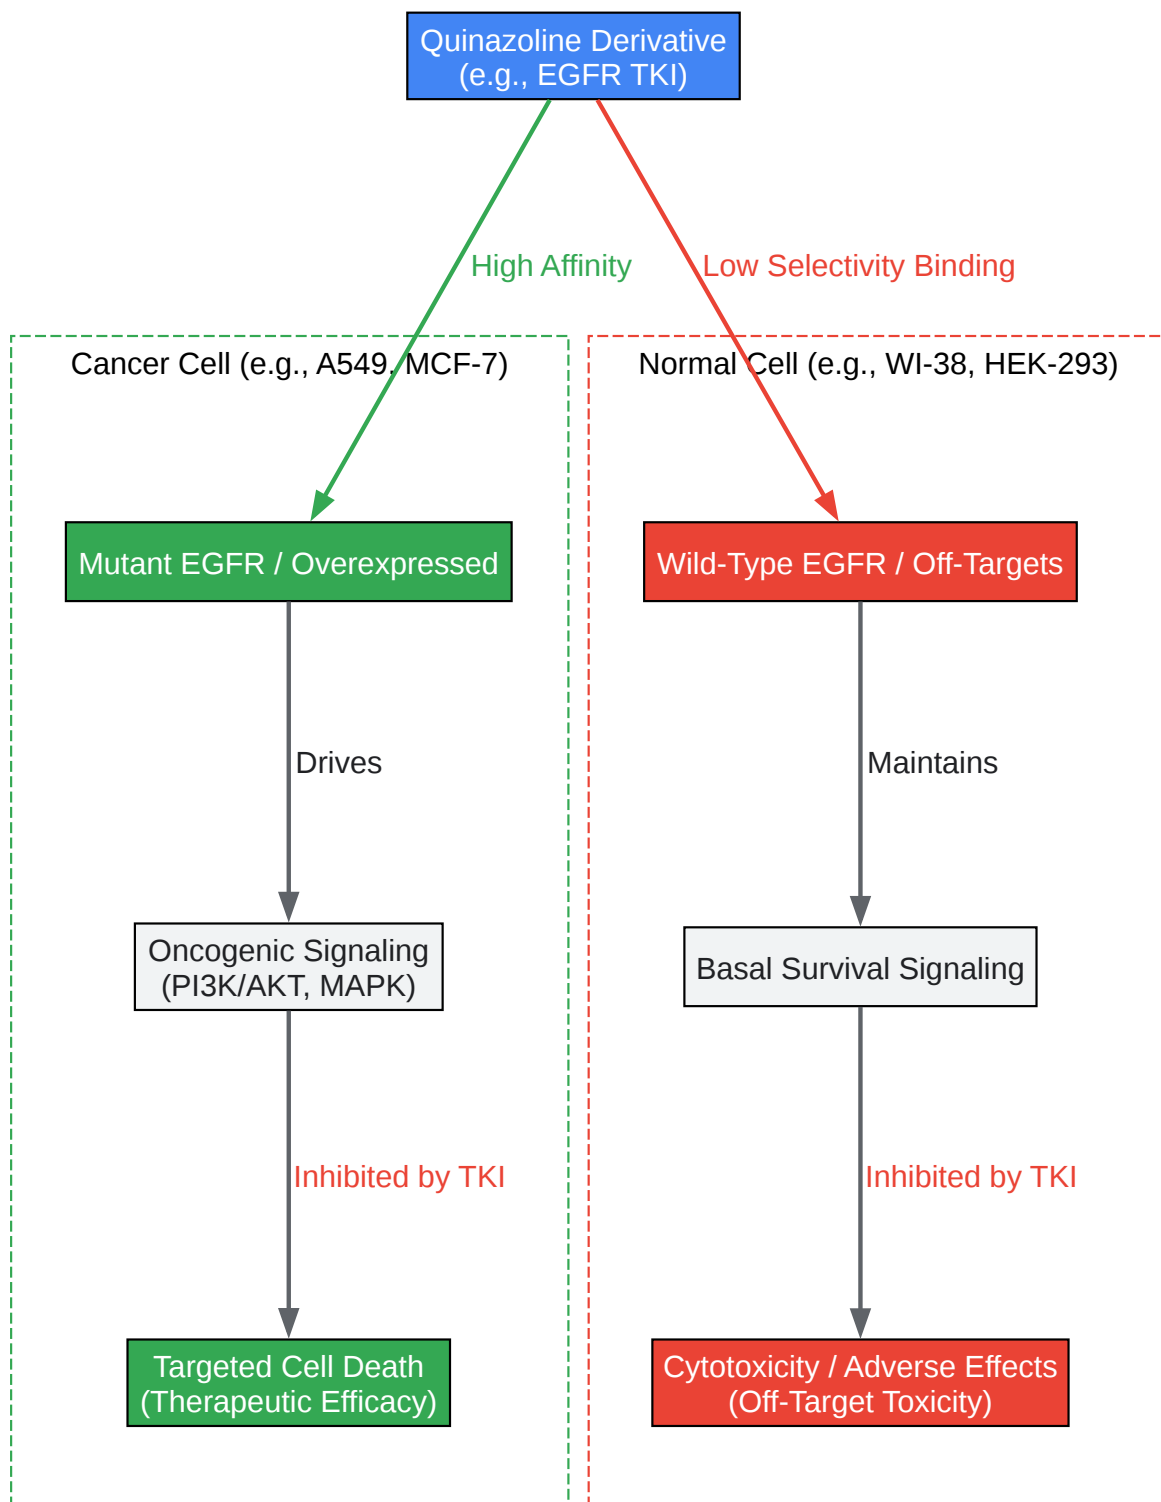 Quinazoline Derivative
(e.g., EGFR TKI)
High Affinity
Low Selectivity Binding
Cancer Cell (e.g., A549, MCF-7)
Normal Cell (e.g., WI-38, HEK-293)
Mutant EGFR / Overexpressed
Wild-Type EGFR / Off-Targets
Drives
Maintains
Oncogenic Signaling
(PI3K/AKT, MAPK)
Basal Survival Signaling
Inhibited by TKI
Inhibited by TKI
Targeted Cell Death
(Therapeutic Efficacy)
Cytotoxicity / Adverse Effects
(Off-Target Toxicity)